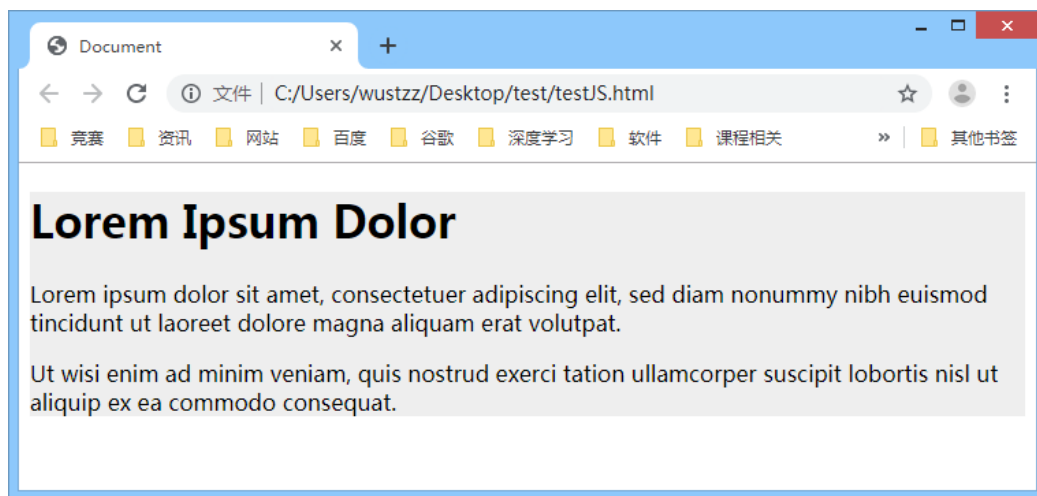 Document
文件 | C:/Users/wustzz/Desktop/test/testJS.html
竞赛 资讯 网站 百度 谷歌 深度学习 软件 课程相关 » 其他书签
Lorem Ipsum Dolor
Lorem ipsum dolor sit amet, consectetuer adipiscing elit, sed diam nonummy nibh euismod
tincidunt ut laoreet dolore magna aliquam erat volutpat.
Ut wisi enim ad minim veniam, quis nostrud exerci tation ullamcorper suscipit lobortis nisl ut
aliquip ex ea commodo consequat.